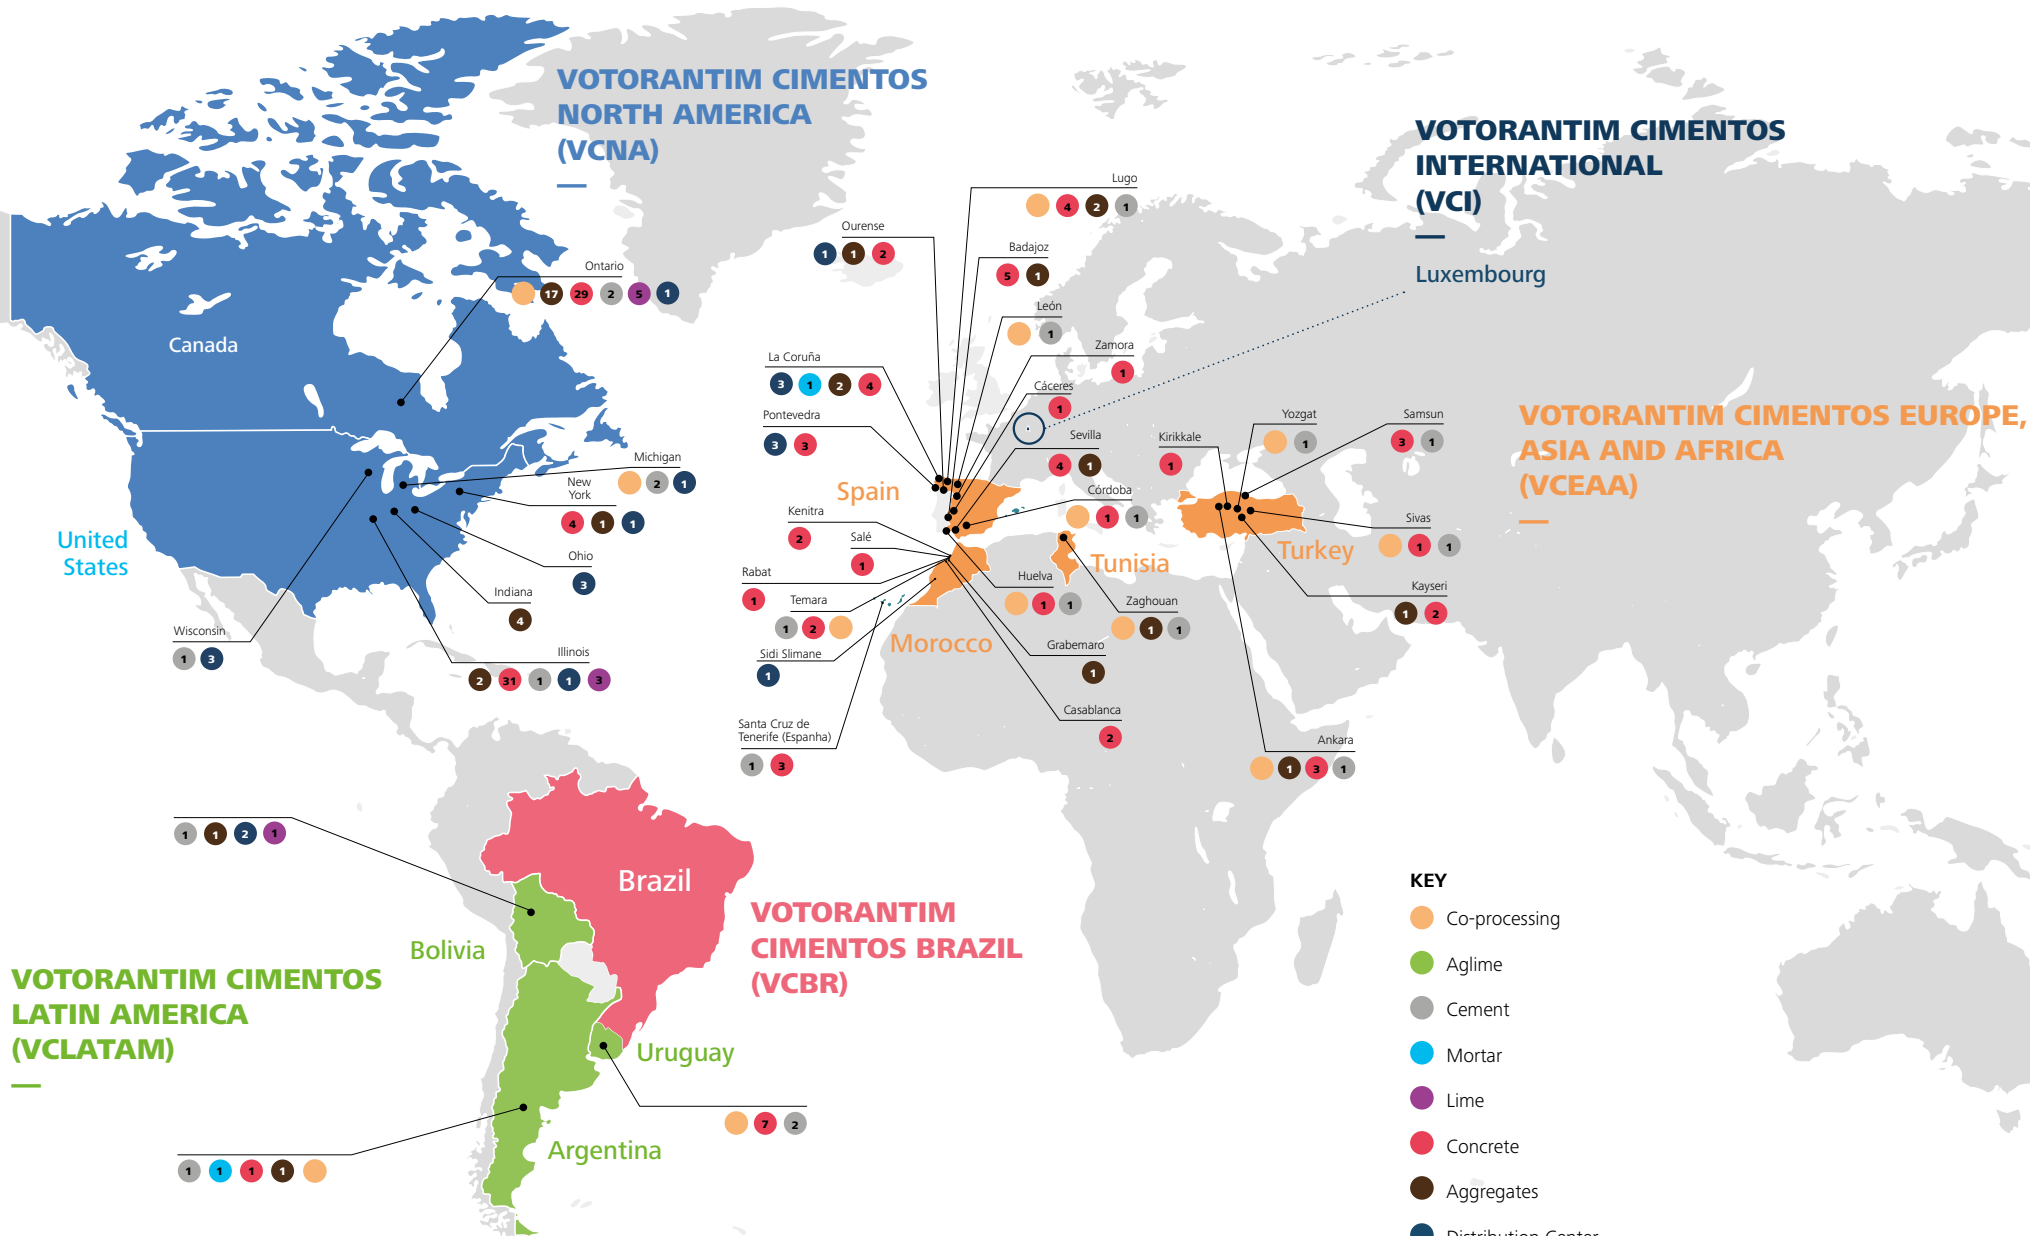 VOTORANTIM CIMENTOS
NORTH AMERICA
(VCNA)
Canada
Ontario
17 29 2 5 1
Michigan
2 1
New
York
4 1 1
Ohio
3
Indiana
4
Illinois
2 31 1 1 3
Wisconsin
1 3
United
States
VOTORANTIM CIMENTOS
INTERNATIONAL
(VCI)
Luxembourg
Lugo
4 2 1
Ourense
1 1 2
Badajoz
5 1
León
1
Zamora
1
La Coruña
3 1 2 4
Cáceres
1
Pontevedra
3 3
Sevilla
4 1
Spain
Córdoba
1 1
Kenitra
2
Salé
1
Rabat
1
Temara
1 2
Sidi Slimane
1
Santa Cruz de
Tenerife (Espanha)
1 3
Morocco
Huelva
1 1
Tunisia
Zaghouan
1 1
Grabemaro
1
Casablanca
2
VOTORANTIM CIMENTOS EUROPE,
ASIA AND AFRICA
(VCEAA)
Kirikkale
1
Yozgat
1
Samsun
3 1
Turkey
Sivas
1 1
Kayseri
1 2
Ankara
1 3 1
1 1 2 1
Bolivia
Brazil
VOTORANTIM
CIMENTOS BRAZIL
(VCBR)
VOTORANTIM CIMENTOS
LATIN AMERICA
(VCLATAM)
Uruguay
7 2
Argentina
1 1 1 1
KEY
Co-processing
Aglime
Cement
Mortar
Lime
Concrete
Aggregates
Distribution Center